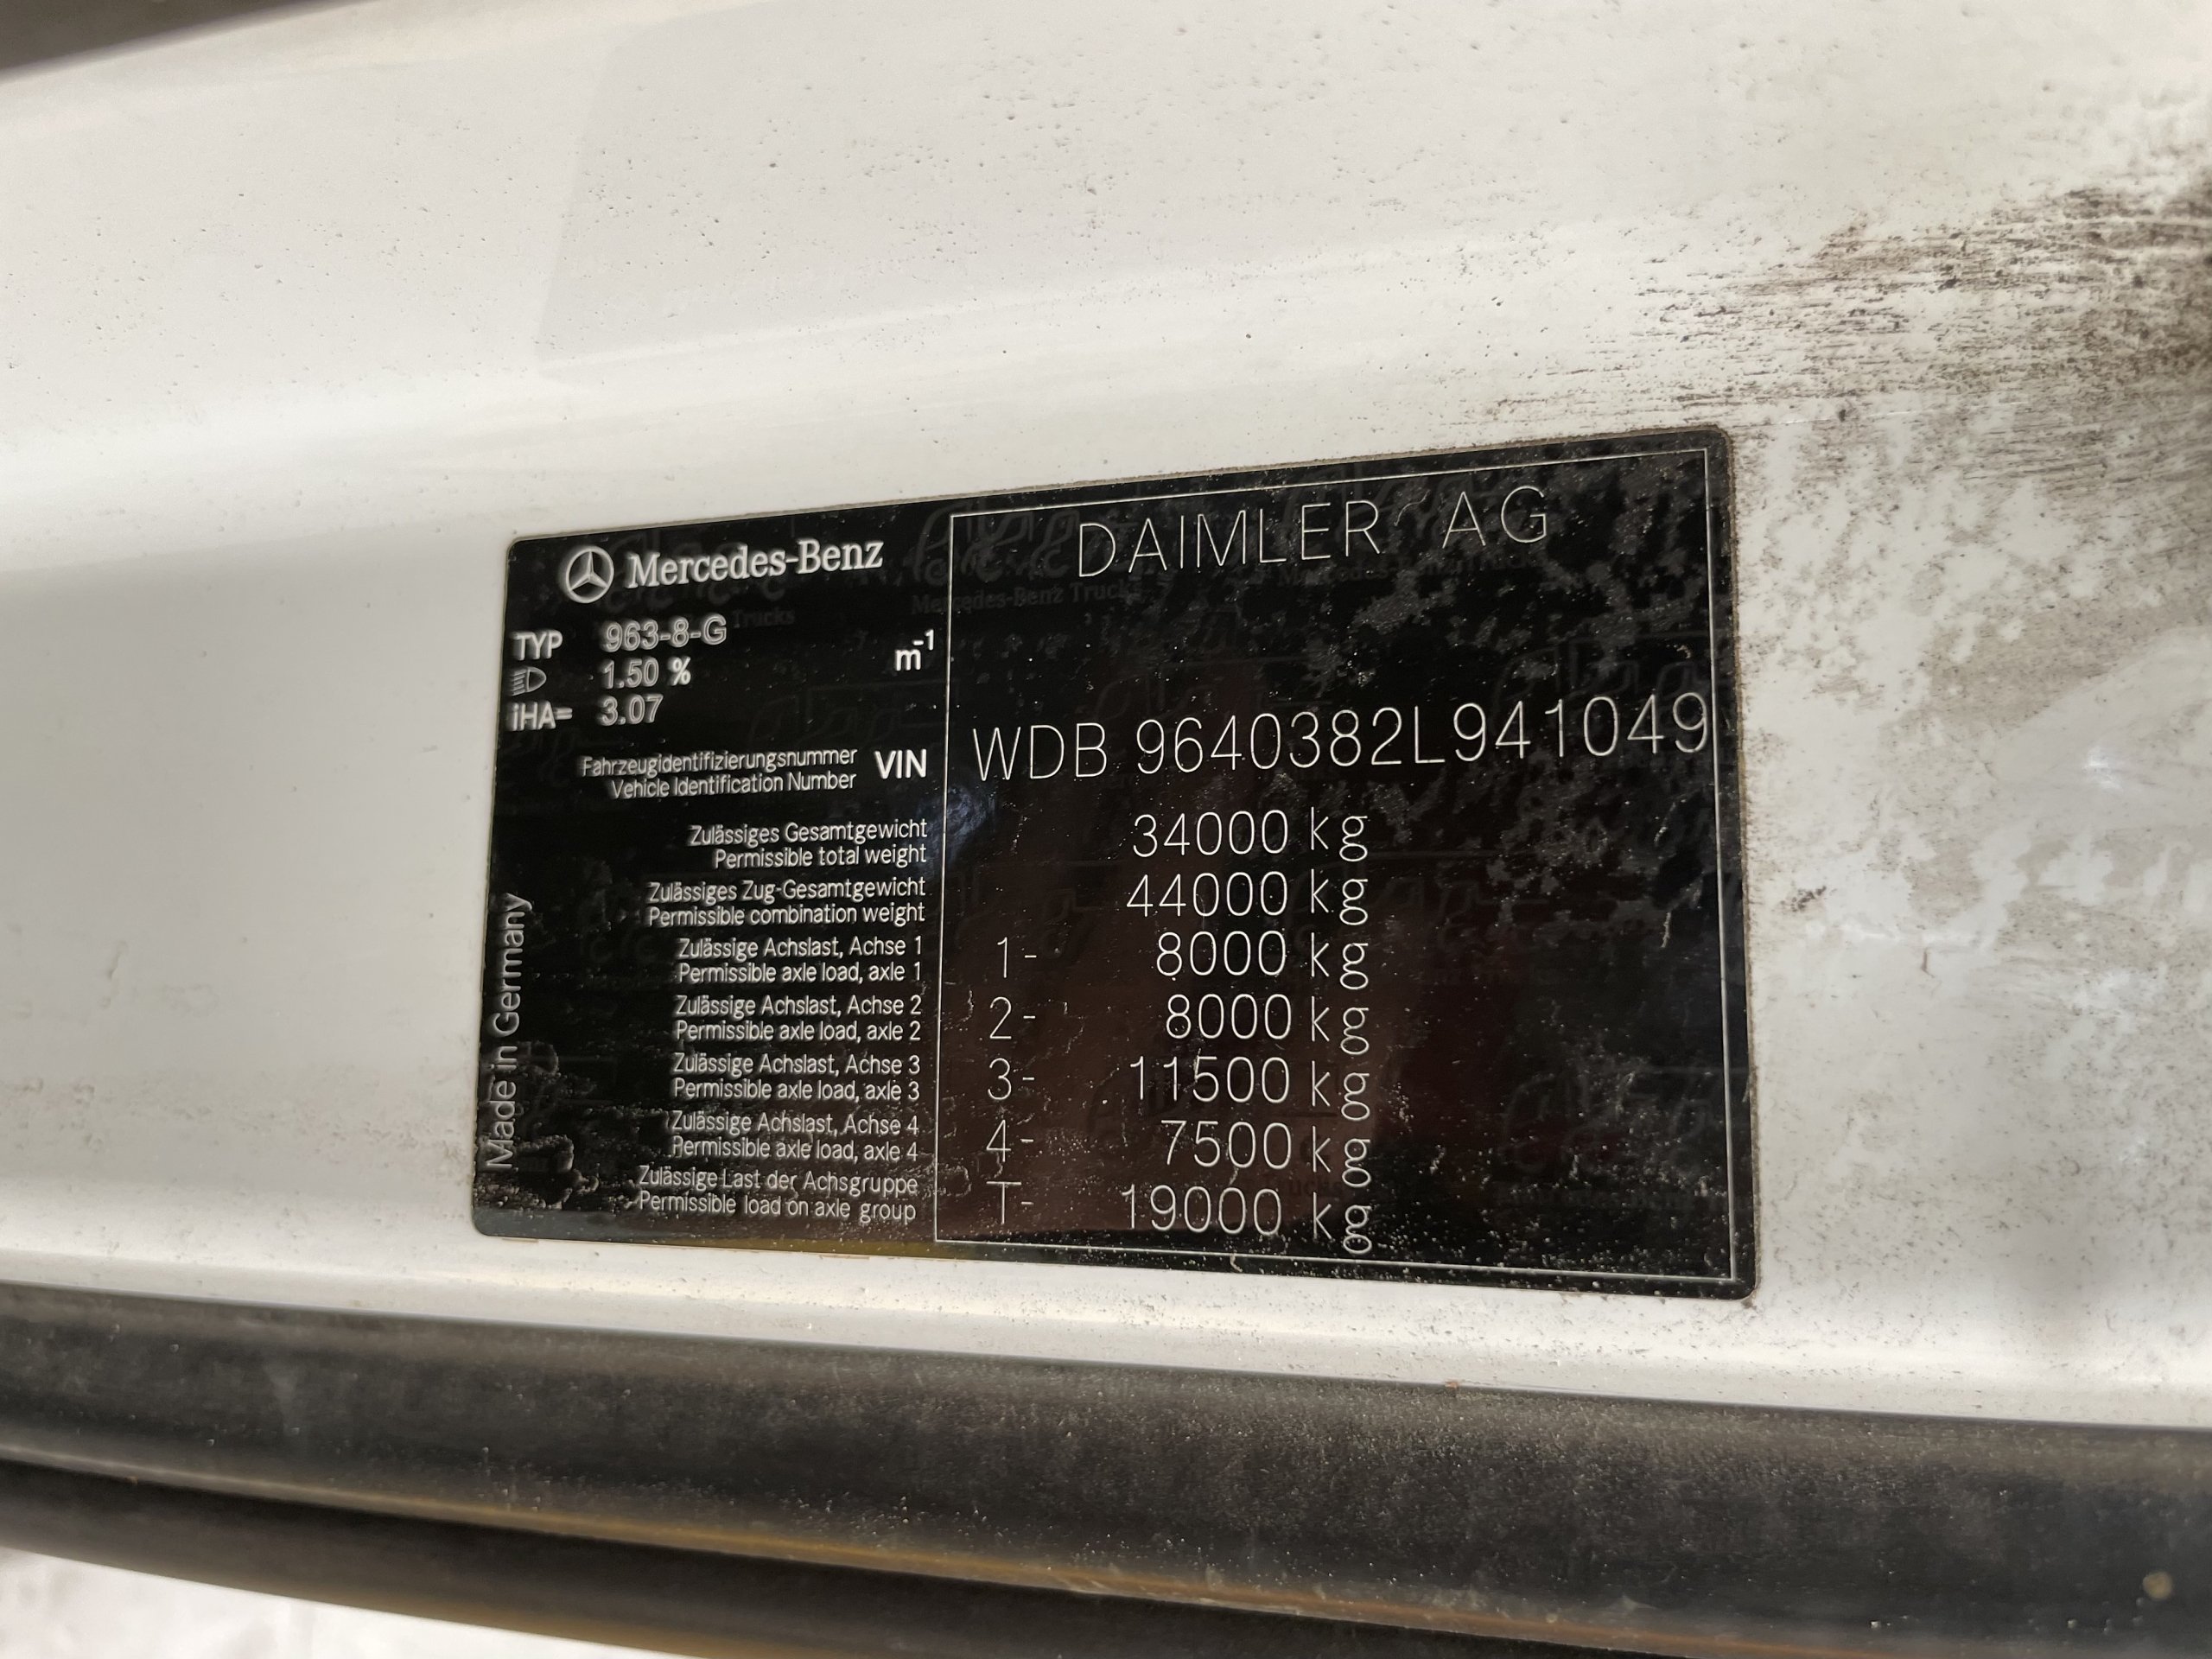 Mercedes-Benz
TYP 963-8-G
1.50 %
m-1
iHA= 3.07
DAIMLER AG
Fahrzeugidentifizierungsnummer
Vehicle Identification Number
VIN
WDB 9640382L941049
Zulässiges Gesamtgewicht
Permissible total weight
34000 kg
Zulässiges Zug-Gesamtgewicht
Permissible combination weight
44000 kg
Zulässige Achslast, Achse 1
Permissible axle load, axle 1
1- 8000 kg
Zulässige Achslast, Achse 2
Permissible axle load, axle 2
2- 8000 kg
Zulässige Achslast, Achse 3
Permissible axle load, axle 3
3- 11500 kg
Zulässige Achslast, Achse 4
Permissible axle load, axle 4
4- 7500 kg
Zulässige Last der Achsgruppe
Permissible load on axle group
T- 19000 kg
Made in Germany
Mercedes-Benz Trucks